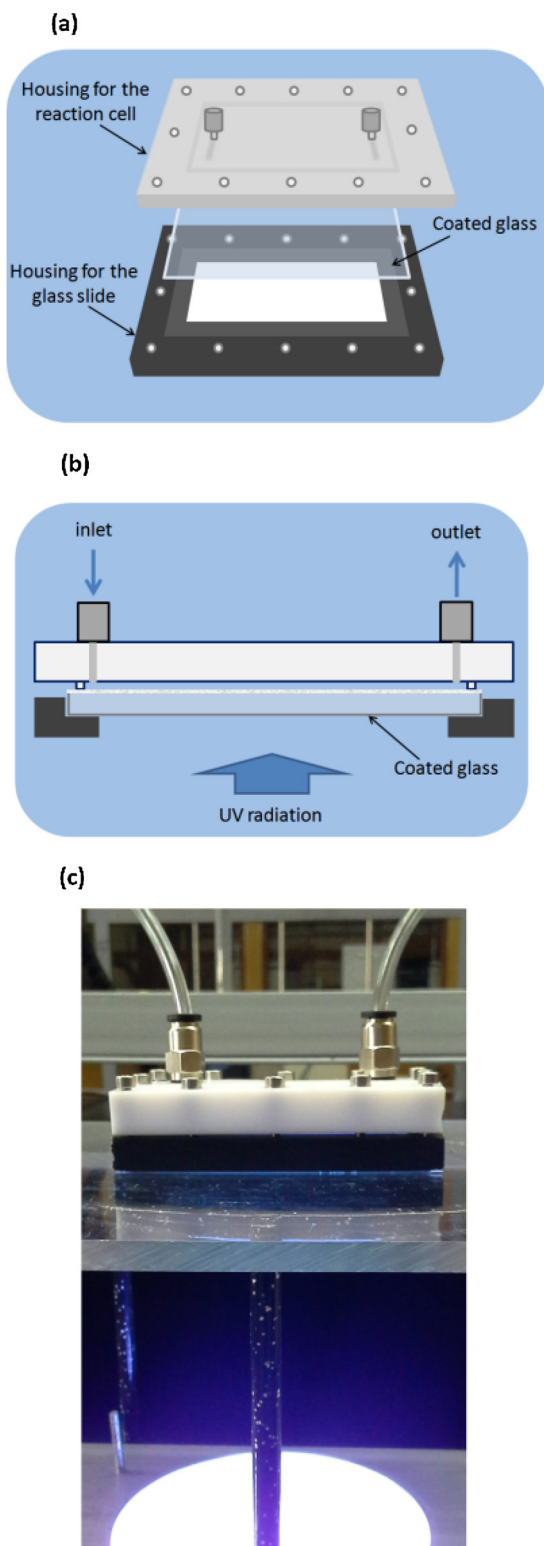 (a)
Housing for the
reaction cell
Coated glass
Housing for the
glass slide
(b)
inlet
outlet
Coated glass
UV radiation
(c)